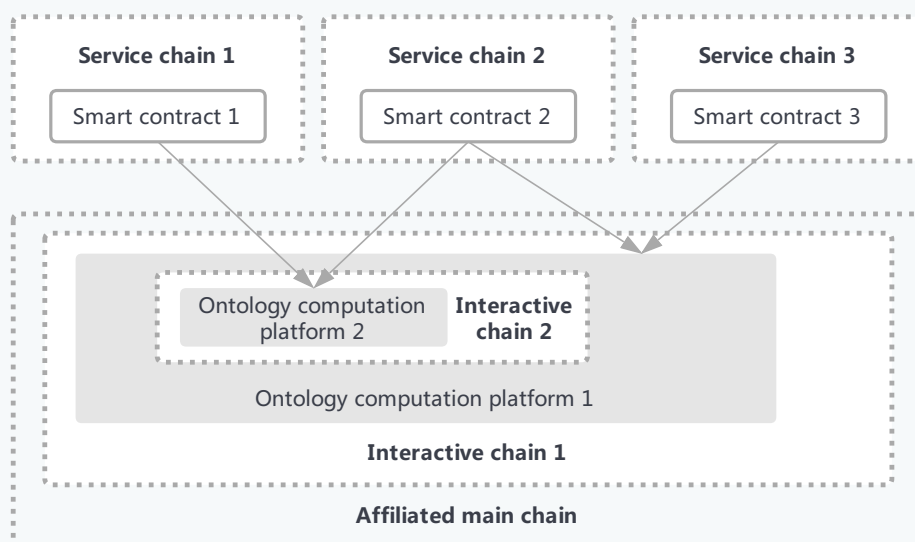 Service chain 1
Service chain 2
Service chain 3
Smart contract 1
Smart contract 2
Smart contract 3
Ontology computation
platform 2
Interactive
chain 2
Ontology computation platform 1
Interactive chain 1
Affiliated main chain